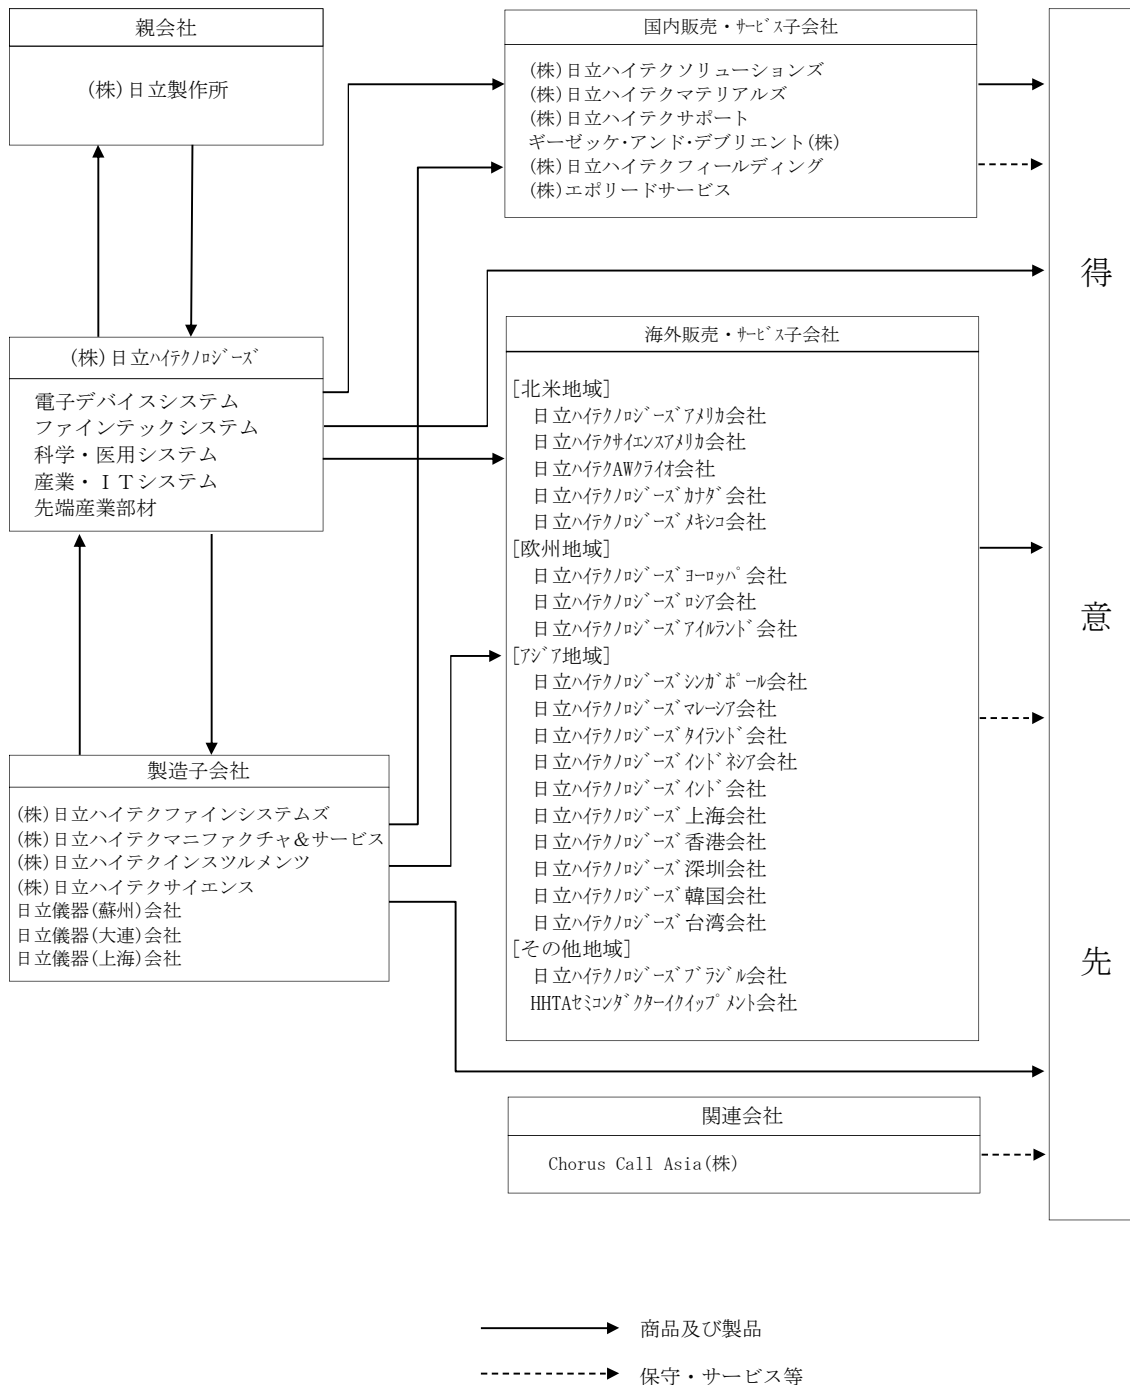 親会社
(株)日立製作所
(株)日立ﾊｲﾃｸﾉﾛｼﾞｰｽﾞ
電子デバイスシステム
ファインテックシステム
科学・医用システム
産業・ＩＴシステム
先端産業部材
製造子会社
(株)日立ハイテクファインシステムズ
(株)日立ハイテクマニファクチャ＆サービス
(株)日立ハイテクインスツルメンツ
(株)日立ハイテクサイエンス
日立儀器(蘇州)会社
日立儀器(大連)会社
日立儀器(上海)会社
国内販売・ｻｰﾋﾞｽ子会社
(株)日立ハイテクソリューションズ
(株)日立ハイテクマテリアルズ
(株)日立ハイテクサポート
ギーゼッケ･アンド･デブリエント(株)
(株)日立ハイテクフィールディング
(株)エポリードサービス
海外販売・ｻｰﾋﾞｽ子会社
[北米地域]
日立ﾊｲﾃｸﾉﾛｼﾞｰｽﾞｱﾒﾘｶ会社
日立ﾊｲﾃｸｻｲｴﾝｽｱﾒﾘｶ会社
日立ﾊｲﾃｸAWｸﾗｲｵ会社
日立ﾊｲﾃｸﾉﾛｼﾞｰｽﾞｶﾅﾀﾞ会社
日立ﾊｲﾃｸﾉﾛｼﾞｰｽﾞﾒｷｼｺ会社
[欧州地域]
日立ﾊｲﾃｸﾉﾛｼﾞｰｽﾞﾖｰﾛｯﾊﾟ会社
日立ﾊｲﾃｸﾉﾛｼﾞｰｽﾞﾛｼｱ会社
日立ﾊｲﾃｸﾉﾛｼﾞｰｽﾞｱｲﾙﾗﾝﾄﾞ会社
[ｱｼﾞｱ地域]
日立ﾊｲﾃｸﾉﾛｼﾞｰｽﾞｼﾝｶﾞﾎﾟｰﾙ会社
日立ﾊｲﾃｸﾉﾛｼﾞｰｽﾞﾏﾚｰｼｱ会社
日立ﾊｲﾃｸﾉﾛｼﾞｰｽﾞﾀｲﾗﾝﾄﾞ会社
日立ﾊｲﾃｸﾉﾛｼﾞｰｽﾞｲﾝﾄﾞﾈｼｱ会社
日立ﾊｲﾃｸﾉﾛｼﾞｰｽﾞｲﾝﾄﾞ会社
日立ﾊｲﾃｸﾉﾛｼﾞｰｽﾞ上海会社
日立ﾊｲﾃｸﾉﾛｼﾞｰｽﾞ香港会社
日立ﾊｲﾃｸﾉﾛｼﾞｰｽﾞ深圳会社
日立ﾊｲﾃｸﾉﾛｼﾞｰｽﾞ韓国会社
日立ﾊｲﾃｸﾉﾛｼﾞｰｽﾞ台湾会社
[その他地域]
日立ﾊｲﾃｸﾉﾛｼﾞｰｽﾞﾌﾞﾗｼﾞﾙ会社
HHTAｾﾐｺﾝﾀﾞｸﾀｰｲｸｲｯﾌﾟﾒﾝﾄ会社
関連会社
Chorus Call Asia(株)
得
意
先
商品及び製品
保守・サービス等